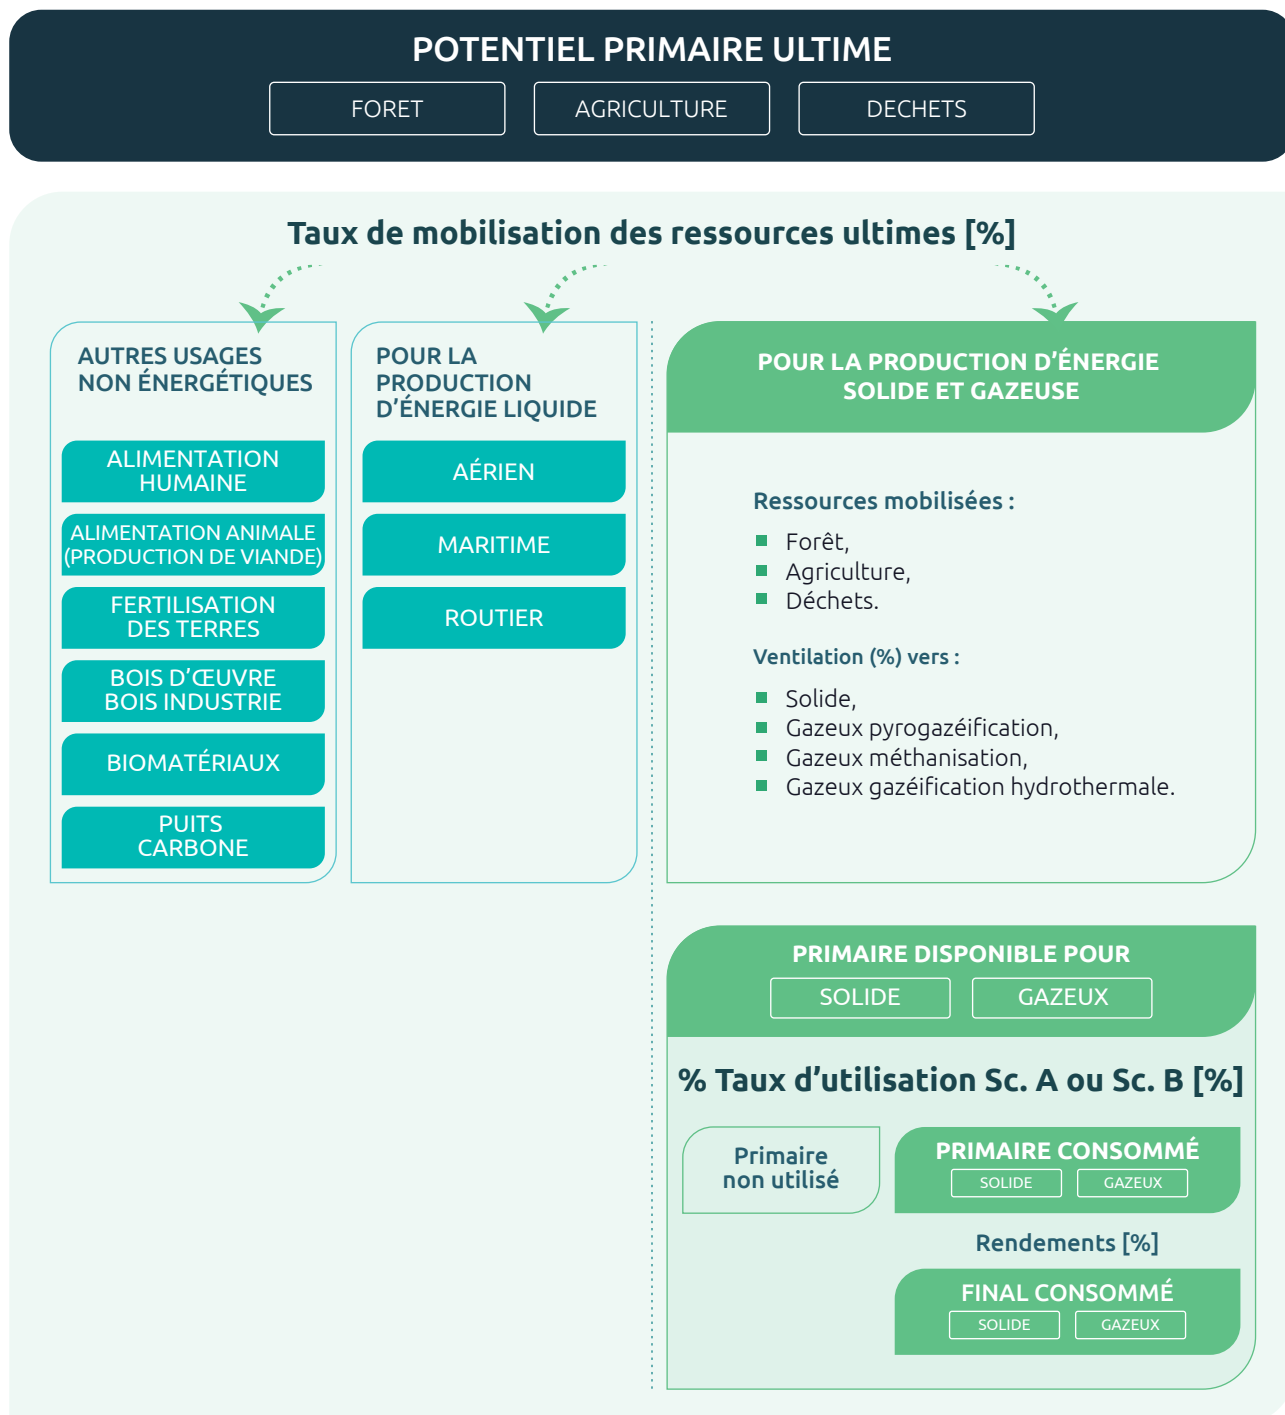 POTENTIEL PRIMAIRE ULTIME
FORET
AGRICULTURE
DECHETS
Taux de mobilisation des ressources ultimes [%]
AUTRES USAGES
NON ÉNERGÉTIQUES
ALIMENTATION
HUMAINE
ALIMENTATION ANIMALE
(PRODUCTION DE VIANDE)
FERTILISATION
DES TERRES
BOIS D’ŒUVRE
BOIS INDUSTRIE
BIOMATÉRIAUX
PUITS
CARBONE
POUR LA
PRODUCTION
D’ÉNERGIE LIQUIDE
AÉRIEN
MARITIME
ROUTIER
POUR LA PRODUCTION D’ÉNERGIE
SOLIDE ET GAZEUSE
Ressources mobilisées :
Forêt,
Agriculture,
Déchets.
Ventilation (%) vers :
Solide,
Gazeux pyrogazéification,
Gazeux méthanisation,
Gazeux gazéification hydrothermale.
PRIMAIRE DISPONIBLE POUR
SOLIDE
GAZEUX
% Taux d’utilisation Sc. A ou Sc. B [%]
Primaire
non utilisé
PRIMAIRE CONSOMMÉ
SOLIDE
GAZEUX
Rendements [%]
FINAL CONSOMMÉ
SOLIDE
GAZEUX